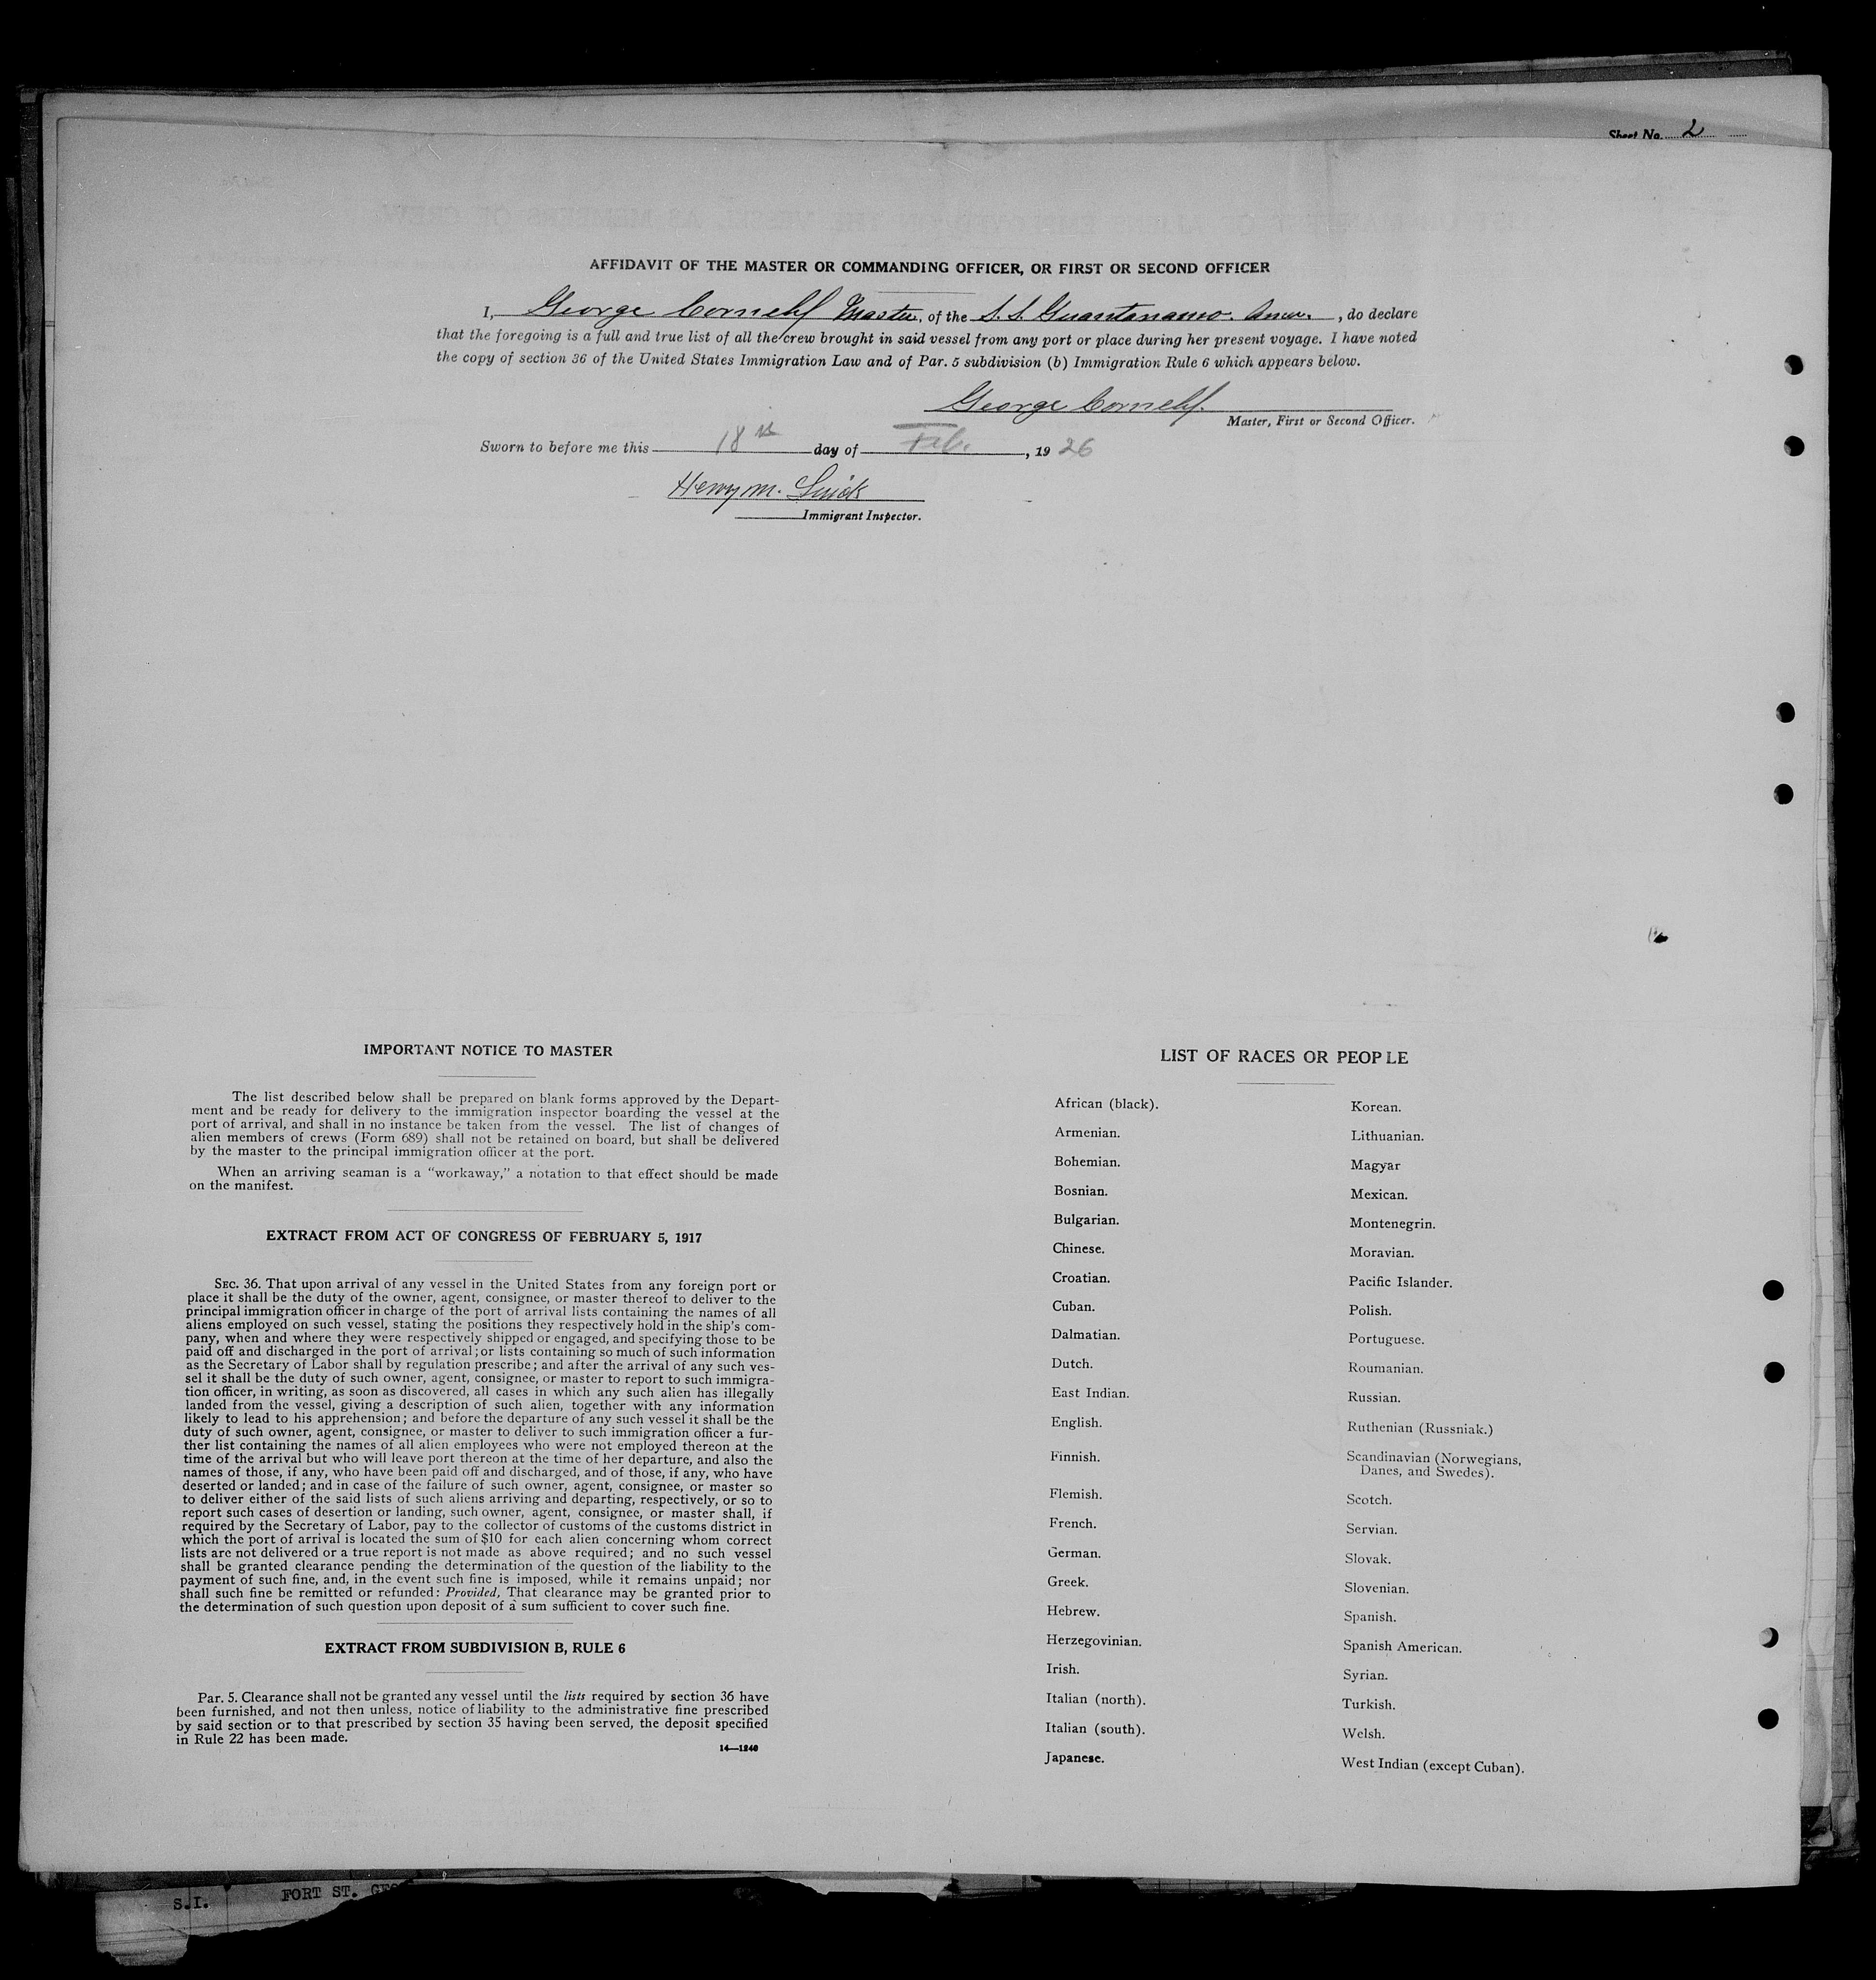 Sheet No. 2
AFFIDAVIT OF THE MASTER OR COMMANDING OFFICER, OR FIRST OR SECOND OFFICER
I, George Master, of the S.S. Guantanamo. Amer., do declare
that the foregoing is a full and true list of all the crew brought in said vessel from any port or place during her present voyage. I have noted
the copy of section 36 of the United States Immigration Law and of Par. 5 subdivision (b) Immigration Rule 6 which appears below.
George
Master, First or Second Officer.
Sworn to before me this 18th day of Feb., 1926
Henry M.
Immigrant Inspector.
IMPORTANT NOTICE TO MASTER
The list described below shall be prepared on blank forms approved by the Depart-
ment and be ready for delivery to the immigration inspector boarding the vessel at the
port of arrival, and shall in no instance be taken from the vessel. The list of changes of
alien members of crews (Form 689) shall not be retained on board, but shall be delivered
by the master to the principal immigration officer at the port.
When an arriving seaman is a "workaway," a notation to that effect should be made
on the manifest.
EXTRACT FROM ACT OF CONGRESS OF FEBRUARY 5, 1917
SEC. 36. That upon arrival of any vessel in the United States from any foreign port or
place it shall be the duty of the owner, agent, consignee, or master thereof to deliver to the
principal immigration officer in charge of the port of arrival lists containing the names of all
aliens employed on such vessel, stating the positions they respectively hold in the ship's com-
pany, when and where they were respectively shipped or engaged, and specifying those to be
paid off and discharged in the port of arrival; or lists containing so much of such information
as the Secretary of Labor shall by regulation prescribe; and after the arrival of any such ves-
sel it shall be the duty of such owner, agent, consignee, or master to report to such immigra-
tion officer, in writing, as soon as discovered, all cases in which any such alien has illegally
landed from the vessel, giving a description of such alien, together with any information
likely to lead to his apprehension; and before the departure of any such vessel it shall be the
duty of such owner, agent, consignee, or master to deliver to such immigration officer a fur-
ther list containing the names of all alien employees who were not employed thereon at the
time of the arrival but who will leave port thereon at the time of her departure, and also the
names of those, if any, who have been paid off and discharged, and of those, if any, who have
deserted or landed; and in case of the failure of such owner, agent, consignee, or master so
to deliver either of the said lists of such aliens arriving and departing, respectively, or so to
report such cases of desertion or landing, such owner, agent, consignee, or master shall, if
required by the Secretary of Labor, pay to the collector of customs of the customs district in
which the port of arrival is located the sum of $10 for each alien concerning whom correct
lists are not delivered or a true report is not made as above required; and no such vessel
shall be granted clearance pending the determination of the question of the liability to the
payment of such fine, and, in the event such fine is imposed, while it remains unpaid; nor
shall such fine be remitted or refunded: Provided, That clearance may be granted prior to
the determination of such question upon deposit of a sum sufficient to cover such fine.
EXTRACT FROM SUBDIVISION B, RULE 6
Par. 5. Clearance shall not be granted any vessel until the lists required by section 36 have
been furnished, and not then unless, notice of liability to the administrative fine prescribed
by said section or to that prescribed by section 35 having been served, the deposit specified
in Rule 22 has been made.
14—1240
LIST OF RACES OR PEOPLE
African (black).
Armenian.
Bohemian.
Bosnian.
Bulgarian.
Chinese.
Croatian.
Cuban.
Dalmatian.
Dutch.
East Indian.
English.
Finnish.
Flemish.
French.
German.
Greek.
Hebrew.
Herzegovinian.
Irish.
Italian (north).
Italian (south).
Japanese.
Korean.
Lithuanian.
Magyar
Mexican.
Montenegrin.
Moravian.
Pacific Islander.
Polish.
Portuguese.
Roumanian.
Russian.
Ruthenian (Russniak.)
Scandinavian (Norwegians,
Danes, and Swedes).
Scotch.
Servian.
Slovak.
Slovenian.
Spanish.
Spanish American.
Syrian.
Turkish.
Welsh.
West Indian (except Cuban).
S.I. FORT ST.